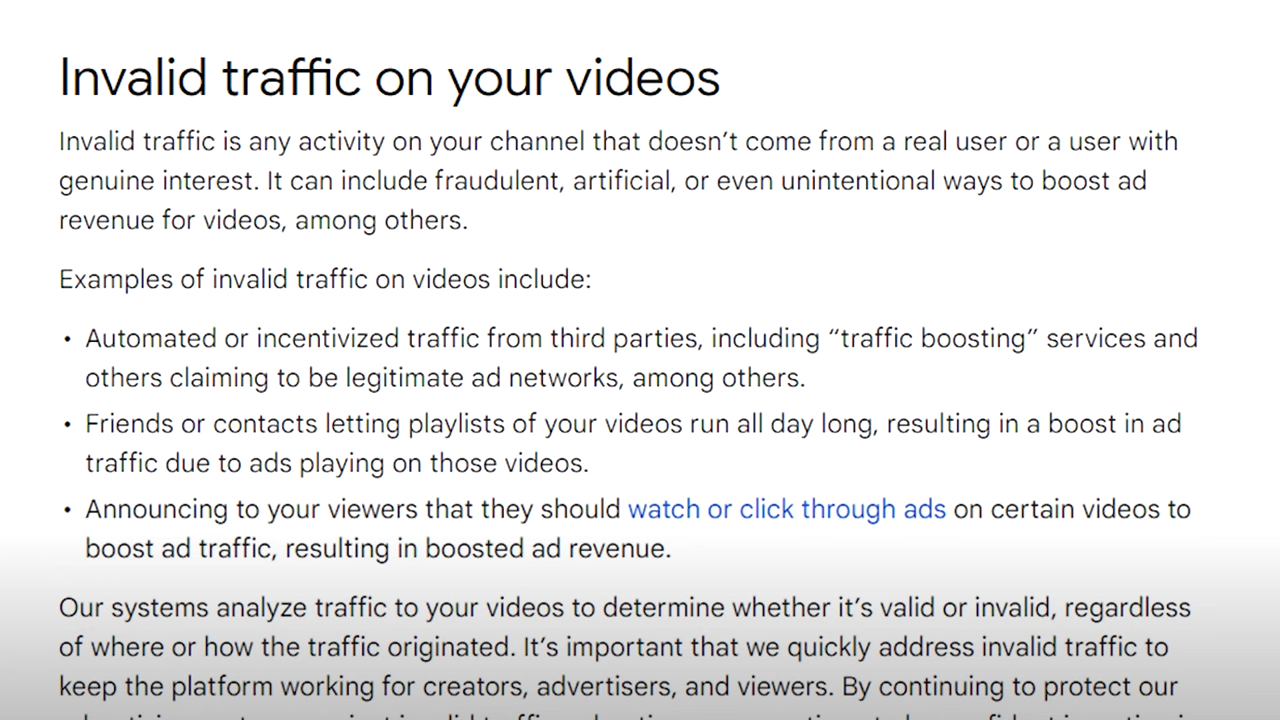 Invalid traffic on your videos
Invalid traffic is any activity on your channel that doesn’t come from a real user or a user with
genuine interest. It can include fraudulent, artificial, or even unintentional ways to boost ad
revenue for videos, among others.
Examples of invalid traffic on videos include:
• Automated or incentivized traffic from third parties, including “traffic boosting” services and
others claiming to be legitimate ad networks, among others.
• Friends or contacts letting playlists of your videos run all day long, resulting in a boost in ad
traffic due to ads playing on those videos.
• Announcing to your viewers that they should watch or click through ads on certain videos to
boost ad traffic, resulting in boosted ad revenue.
Our systems analyze traffic to your videos to determine whether it’s valid or invalid, regardless
of where or how the traffic originated. It’s important that we quickly address invalid traffic to
keep the platform working for creators, advertisers, and viewers. By continuing to protect our